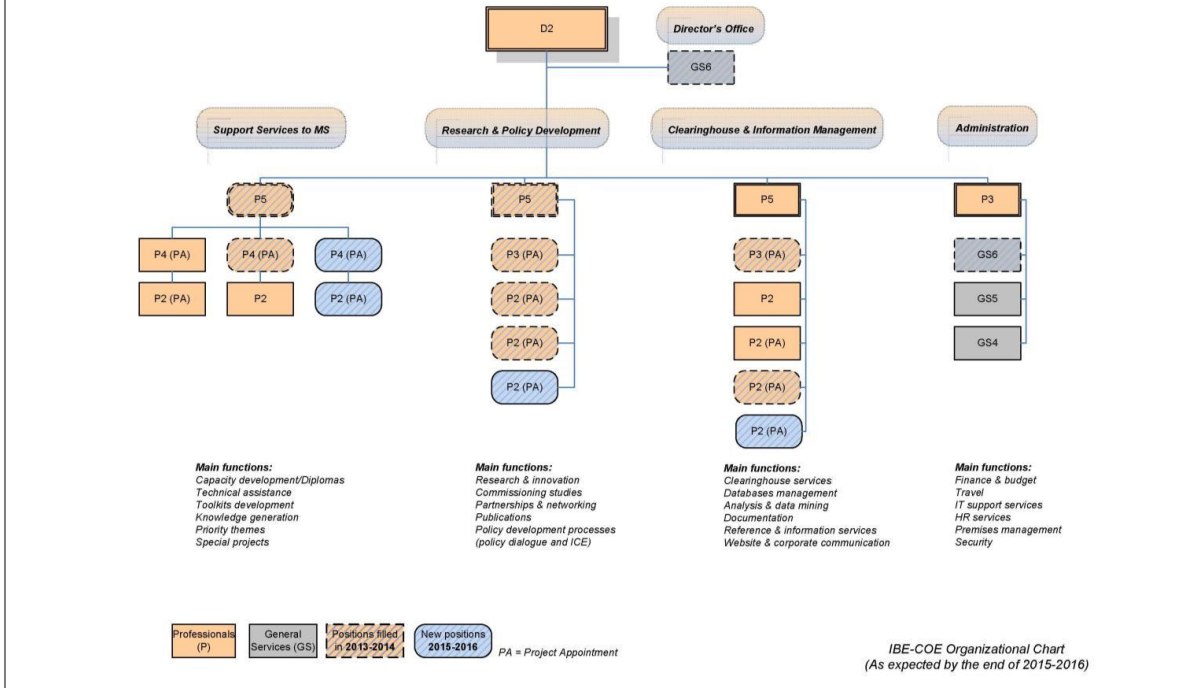 D2
Director's Office
GS6
Support Services to MS
Research & Policy Development
Clearinghouse & Information Management
Administration
P5
P5
P5
P3
P4 (PA)
P4 (PA)
P4 (PA)
P2 (PA)
P2
P2 (PA)
P3 (PA)
P2 (PA)
P2 (PA)
P2 (PA)
P3 (PA)
P2
P2 (PA)
P2 (PA)
P2 (PA)
GS6
GS5
GS4
Main functions:
Capacity development/Diplomas
Technical assistance
Toolkits development
Knowledge generation
Priority themes
Special projects
Main functions:
Research & innovation
Commissioning studies
Partnerships & networking
Publications
Policy development processes
(policy dialogue and ICE)
Main functions:
Clearinghouse services
Databases management
Analysis & data mining
Documentation
Reference & information services
Website & corporate communication
Main functions:
Finance & budget
Travel
IT support services
HR services
Premises management
Security
Professionals
(P)
General
Services (GS)
Positions filled
in 2013-2014
New positions
2015-2016
PA = Project Appointment
IBE-COE Organizational Chart
(As expected by the end of 2015-2016)